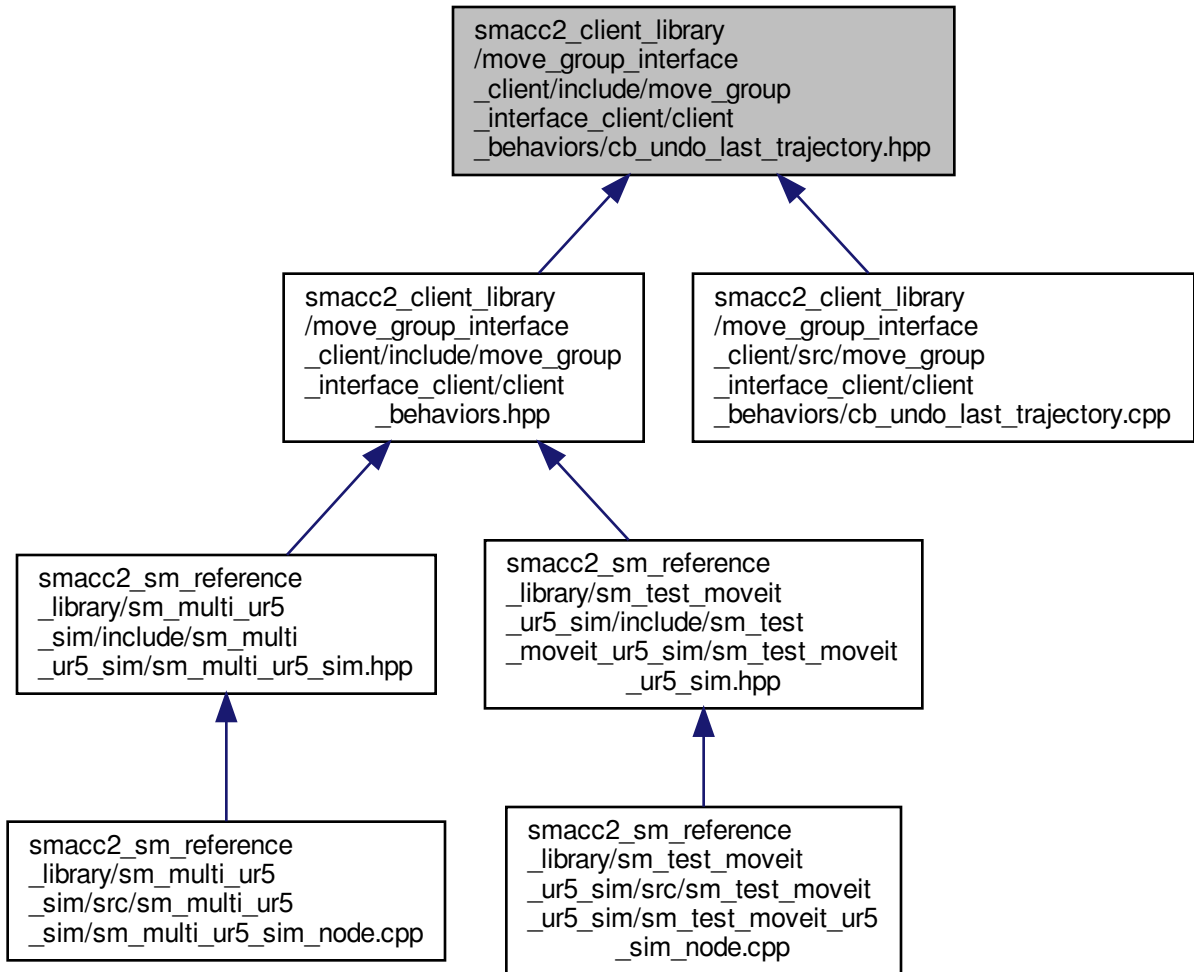 smacc2_client_library
/move_group_interface
_client/include/move_group
_interface_client/client
_behaviors/cb_undo_last_trajectory.hpp
smacc2_client_library
/move_group_interface
_client/include/move_group
_interface_client/client
_behaviors.hpp
smacc2_client_library
/move_group_interface
_client/src/move_group
_interface_client/client
_behaviors/cb_undo_last_trajectory.cpp
smacc2_sm_reference
_library/sm_multi_ur5
_sim/include/sm_multi
_ur5_sim/sm_multi_ur5_sim.hpp
smacc2_sm_reference
_library/sm_test_moveit
_ur5_sim/include/sm_test
_moveit_ur5_sim/sm_test_moveit
_ur5_sim.hpp
smacc2_sm_reference
_library/sm_multi_ur5
_sim/src/sm_multi_ur5
_sim/sm_multi_ur5_sim_node.cpp
smacc2_sm_reference
_library/sm_test_moveit
_ur5_sim/src/sm_test_moveit
_ur5_sim/sm_test_moveit_ur5
_sim_node.cpp